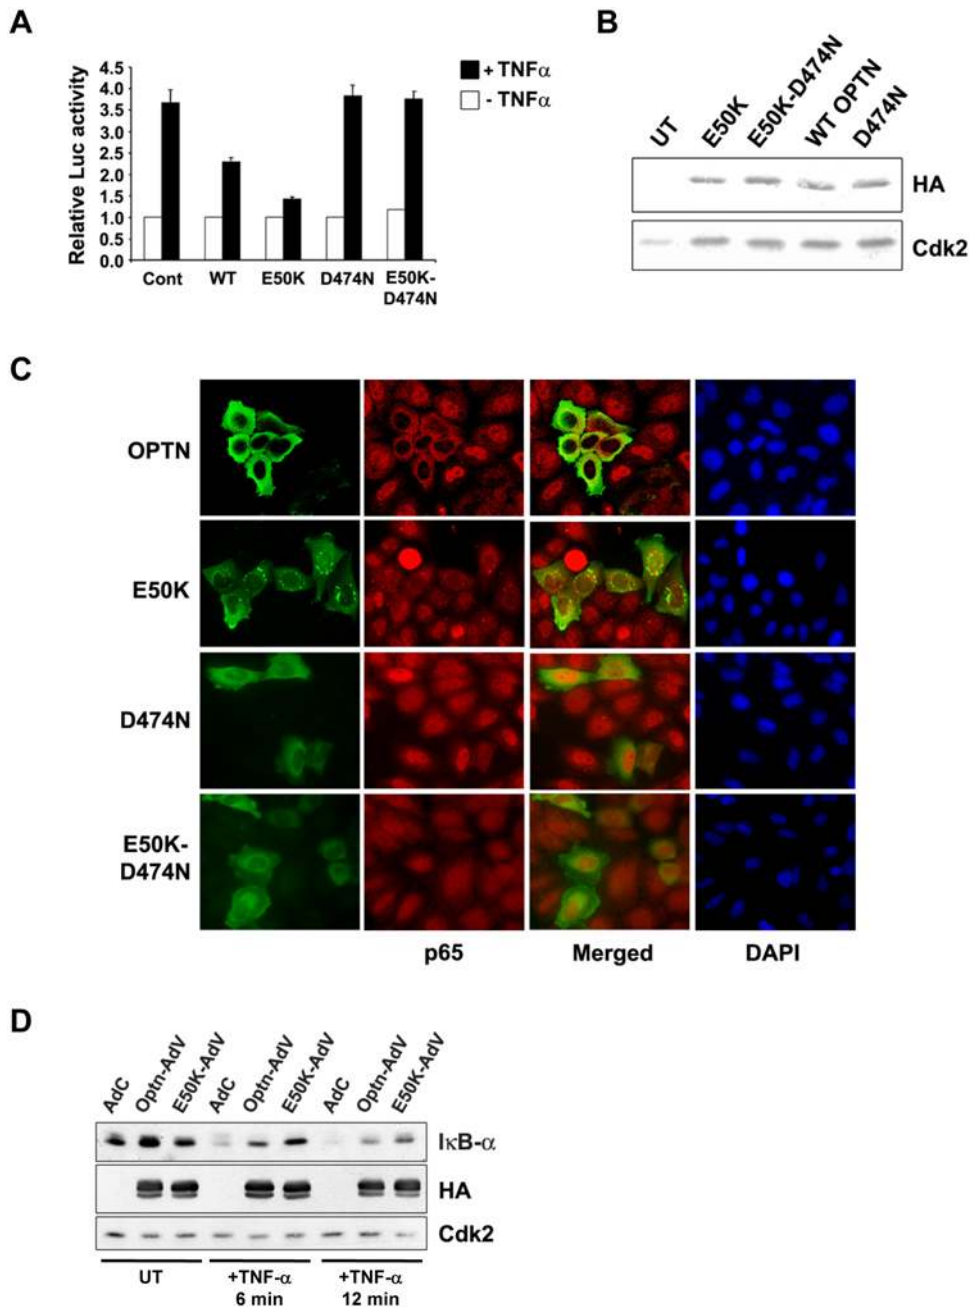 A
Relative Luc activity
4.5
4.0
3.5
3.0
2.5
2.0
1.5
1.0
0.5
0.0
Cont WT E50K D474N E50K-
D474N
+ TNFα
- TNFα
B
UT E50K E50K-D474N WT OPTN D474N
HA
Cdk2
C
OPTN
E50K
D474N
E50K-
D474N
p65 Merged DAPI
D
AdC Optn-AdV E50K-AdV AdC Optn-AdV E50K-AdV AdC Optn-AdV E50K-AdV
IκB-α
HA
Cdk2
UT +TNF-α +TNF-α
6 min 12 min